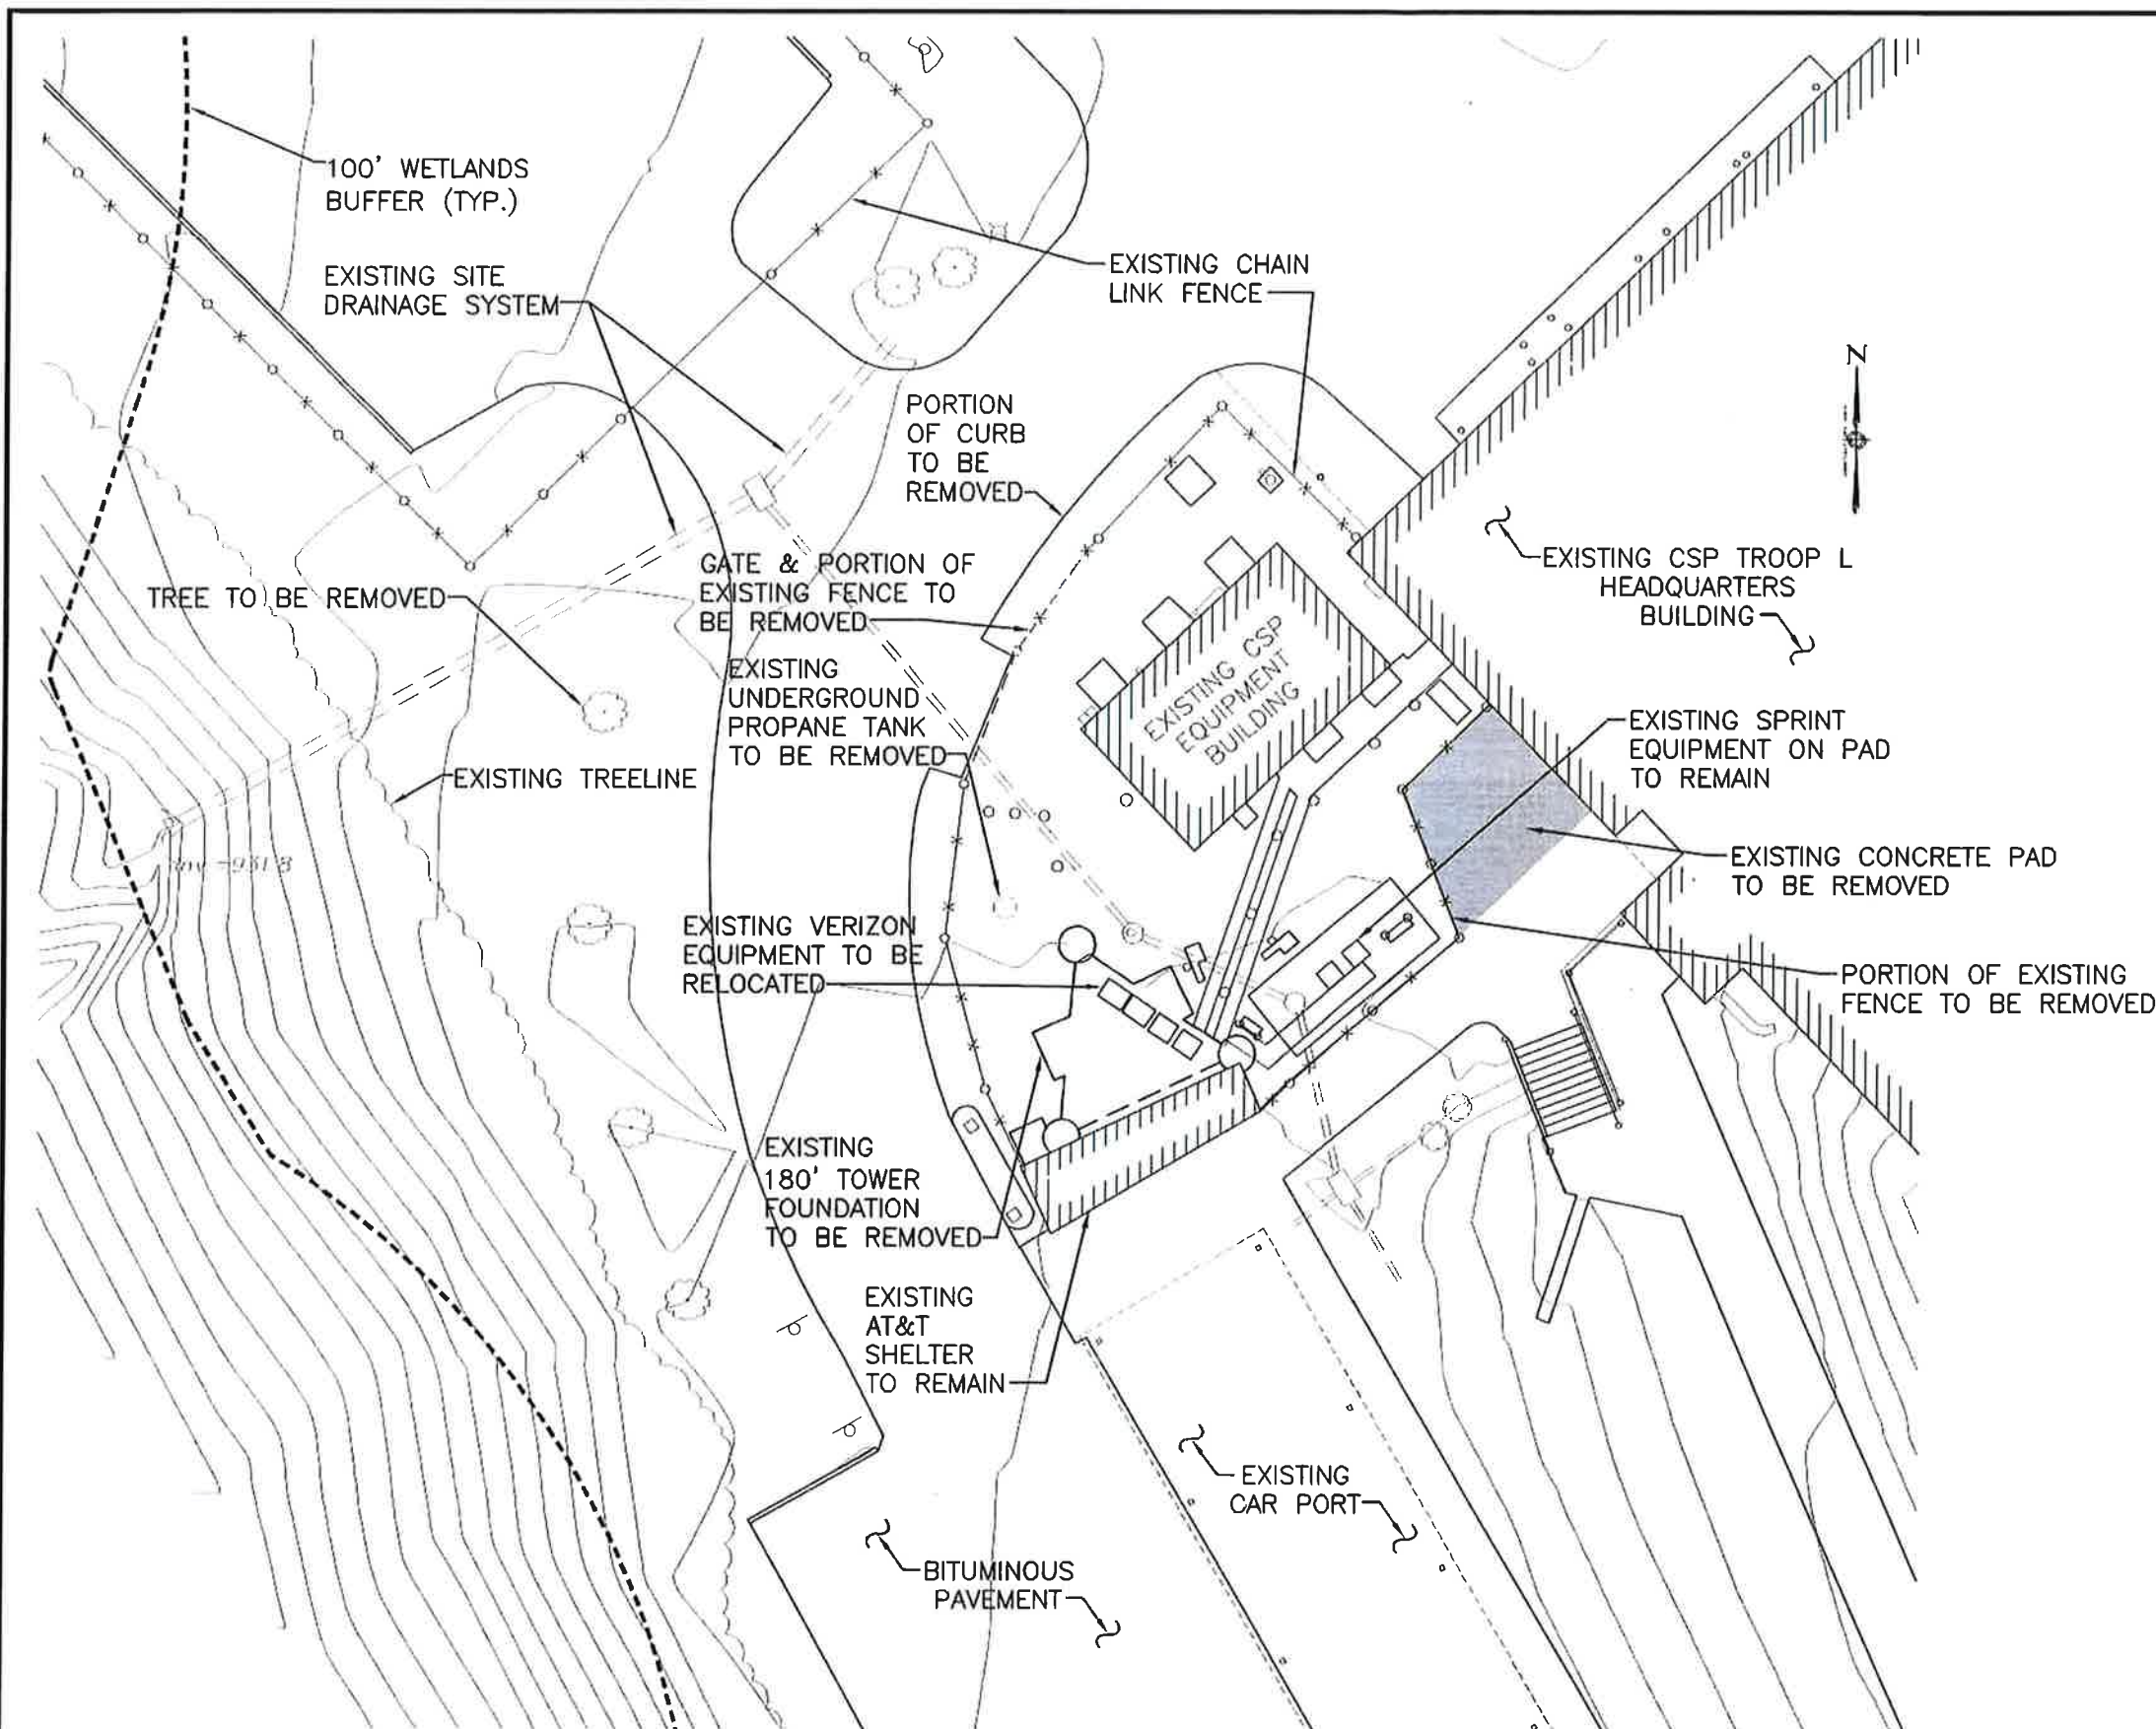 100' WETLANDS
BUFFER (TYP.)
EXISTING SITE
DRAINAGE SYSTEM
EXISTING CHAIN
LINK FENCE
N
PORTION
OF CURB
TO BE
REMOVED
EXISTING CSP TROOP L
HEADQUARTERS
BUILDING
GATE & PORTION OF
EXISTING FENCE TO
BE REMOVED
TREE TO BE REMOVED
EXISTING CSP
EQUIPMENT
BUILDING
EXISTING
UNDERGROUND
PROPANE TANK
TO BE REMOVED
EXISTING SPRINT
EQUIPMENT ON PAD
TO REMAIN
EXISTING TREELINE
EXISTING CONCRETE PAD
TO BE REMOVED
EXISTING VERIZON
EQUIPMENT TO BE
RELOCATED
PORTION OF EXISTING
FENCE TO BE REMOVED
EXISTING
180' TOWER
FOUNDATION
TO BE REMOVED
EXISTING
AT&T
SHELTER
TO REMAIN
EXISTING
CAR PORT
BITUMINOUS
PAVEMENT